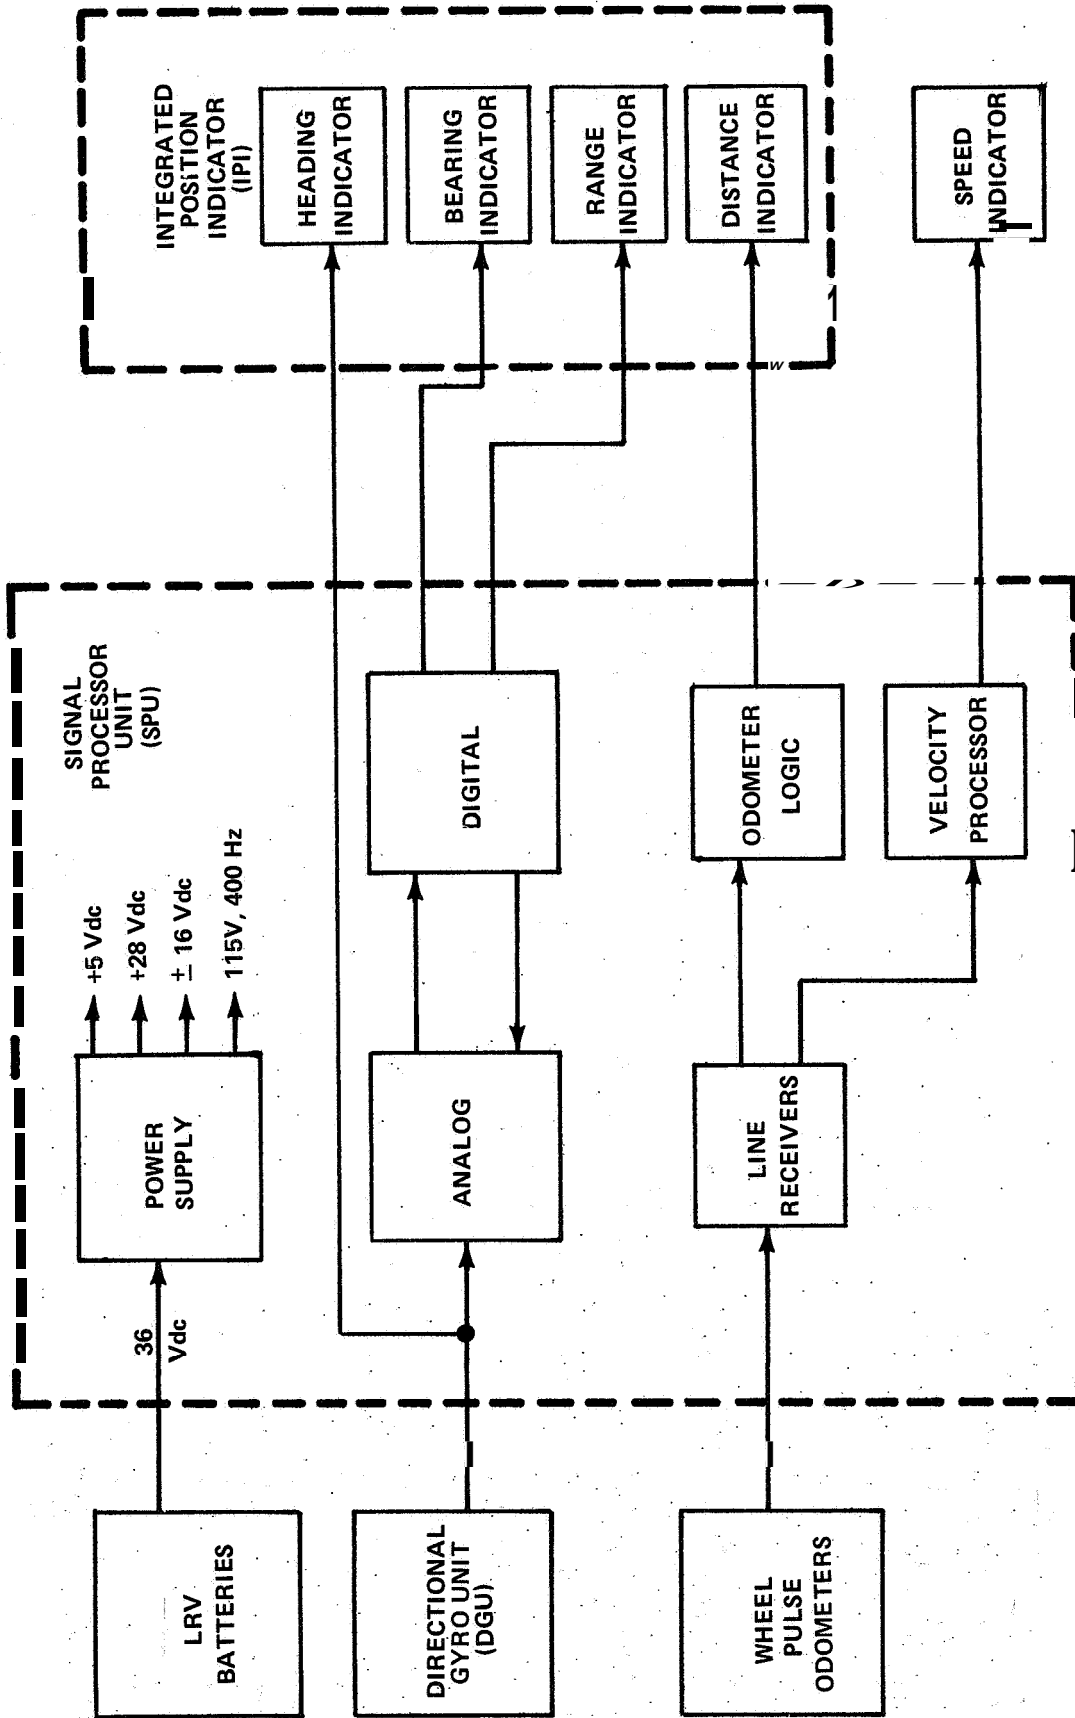 LRV
BATTERIES
DIRECTIONAL
GYRO UNIT
(DGU)
WHEEL
PULSE
ODOMETERS
36
Vdc
SIGNAL
PROCESSOR
UNIT
(SPU)
POWER
SUPPLY
+5 Vdc
+28 Vdc
± 16 Vdc
115V, 400 Hz
ANALOG
DIGITAL
LINE
RECEIVERS
ODOMETER
LOGIC
VELOCITY
PROCESSOR
INTEGRATED
POSITION
INDICATOR
(IPI)
HEADING
INDICATOR
BEARING
INDICATOR
RANGE
INDICATOR
DISTANCE
INDICATOR
SPEED
INDICATOR